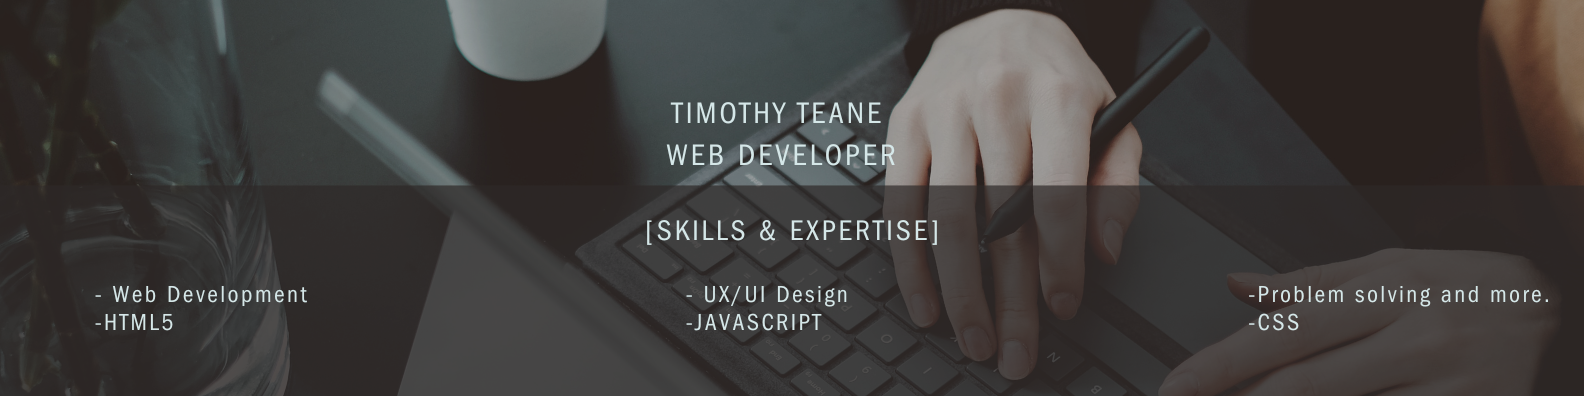 TIMOTHY TEANE
WEB DEVELOPER
[SKILLS & EXPERTISE]
- Web Development
-HTML5
- UX/UI Design
-JAVASCRIPT
-Problem solving and more.
-CSS